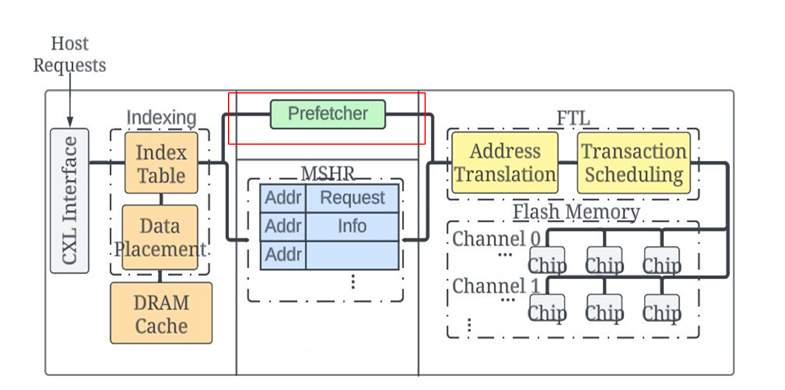 Host
Requests
CXL Interface
Indexing
Index
Table
Data
Placement
DRAM
Cache
Prefetcher
MSHR
Addr Request
Addr Info
Addr
FTL
Address
Translation
Transaction
Scheduling
Flash Memory
Channel 0
Chip Chip Chip
Channel 1
Chip Chip Chip